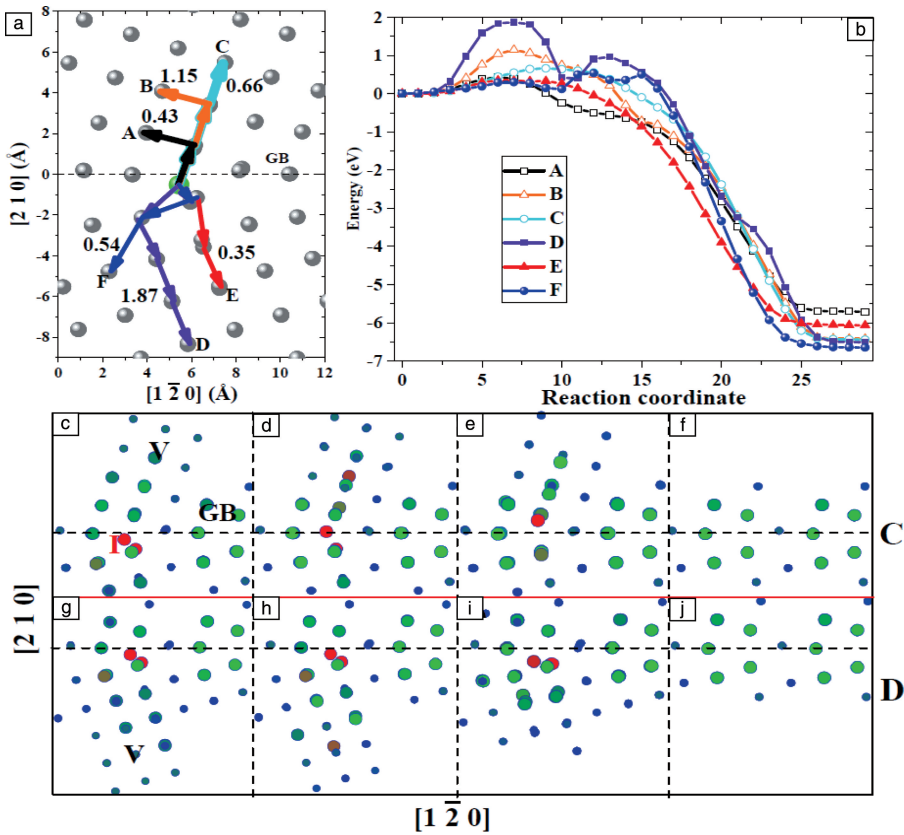 a
[2 1 0] (Å)
8
6
4
2
0
-2
-4
-6
-8
C
B
1.15
0.66
A
0.43
GB
0.54
0.35
F
E
1.87
D
0 2 4 6 8 10 12
[1 2̅ 0] (Å)
b
Energy (eV)
2
1
0
-1
-2
-3
-4
-5
-6
-7
A
B
C
D
E
F
0 5 10 15 20 25
Reaction coordinate
[2 1 0]
c d e f
V
GB
I
C
g h i j
V
D
[1 2̅ 0]